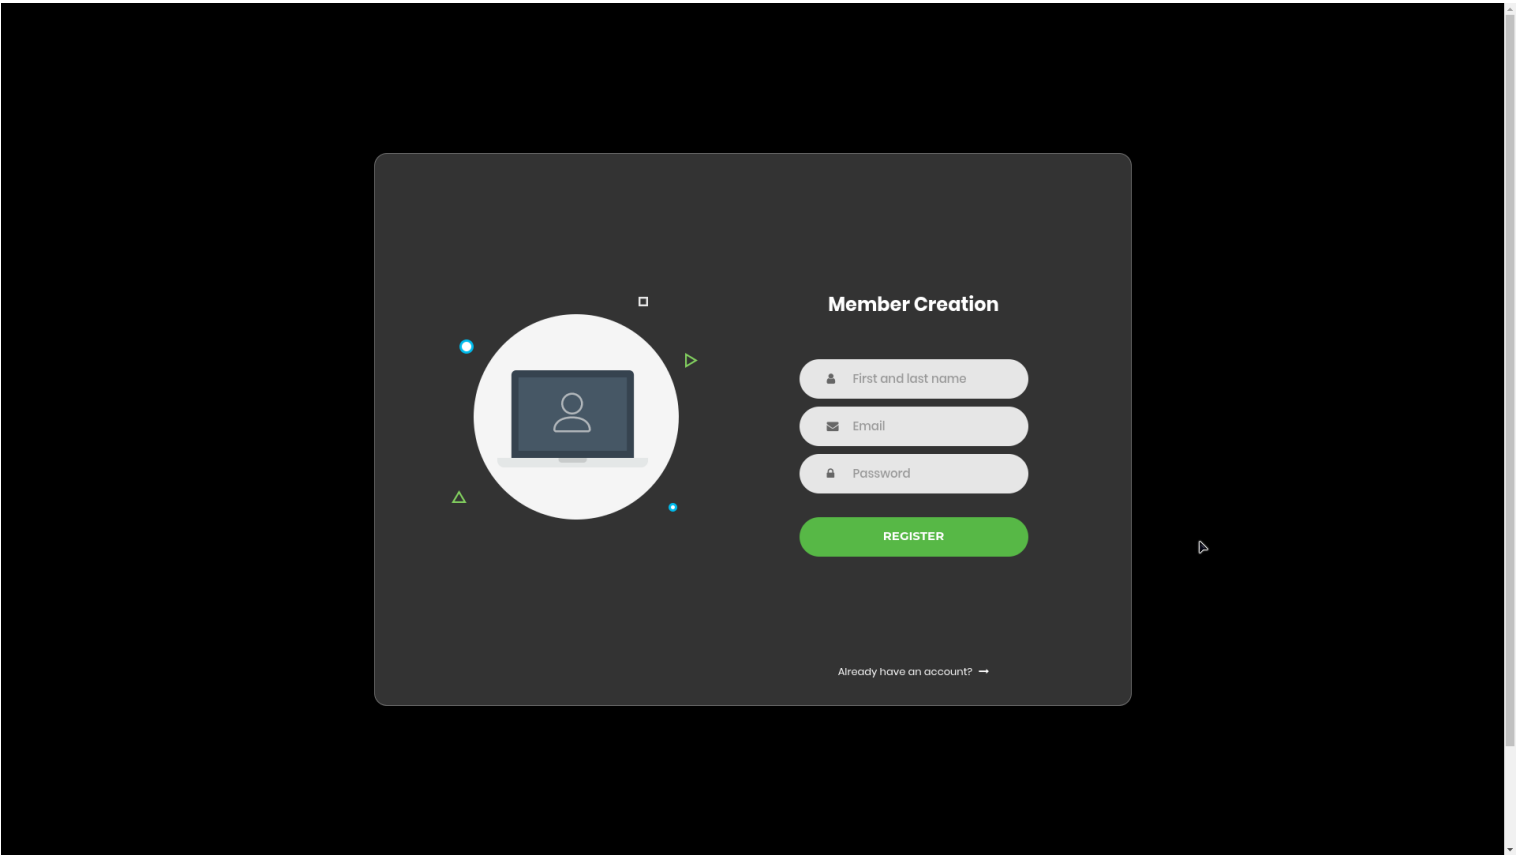 Member Creation
First and last name
Email
Password
REGISTER
Already have an account?